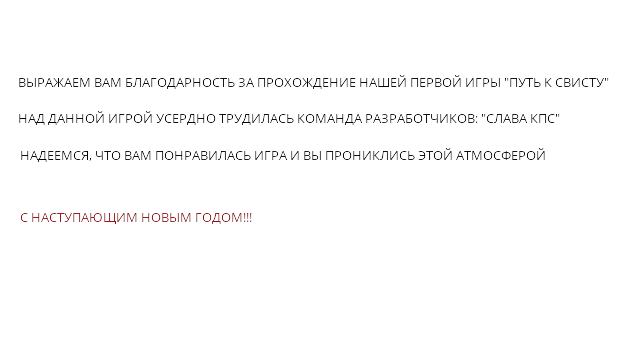 ВЫРАЖАЕМ ВАМ БЛАГОДАРНОСТЬ ЗА ПРОХОЖДЕНИЕ НАШЕЙ ПЕРВОЙ ИГРЫ "ПУТЬ К СВИСТУ"
НАД ДАННОЙ ИГРОЙ УСЕРДНО ТРУДИЛАСЬ КОМАНДА РАЗРАБОТЧИКОВ: "СЛАВА КПС"
НАДЕЕМСЯ, ЧТО ВАМ ПОНРАВИЛАСЬ ИГРА И ВЫ ПРОНИКЛИСЬ ЭТОЙ АТМОСФЕРОЙ
С НАСТУПАЮЩИМ НОВЫМ ГОДОМ!!!